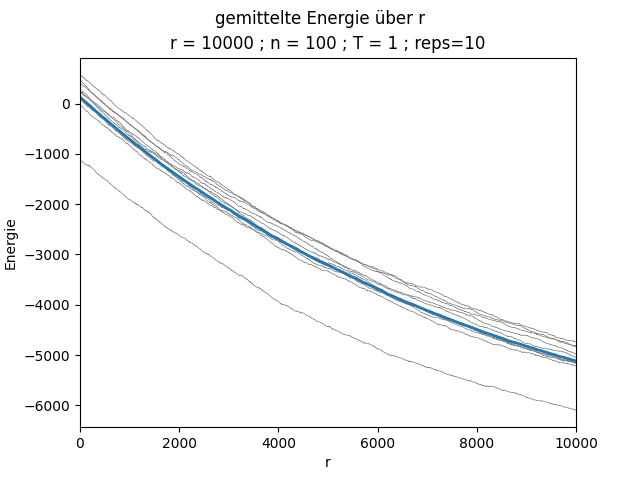 gemittelte Energie über r
r = 10000 ; n = 100 ; T = 1 ; reps=10
Energie
0
−1000
−2000
−3000
−4000
−5000
−6000
0 2000 4000 6000 8000 10000
r